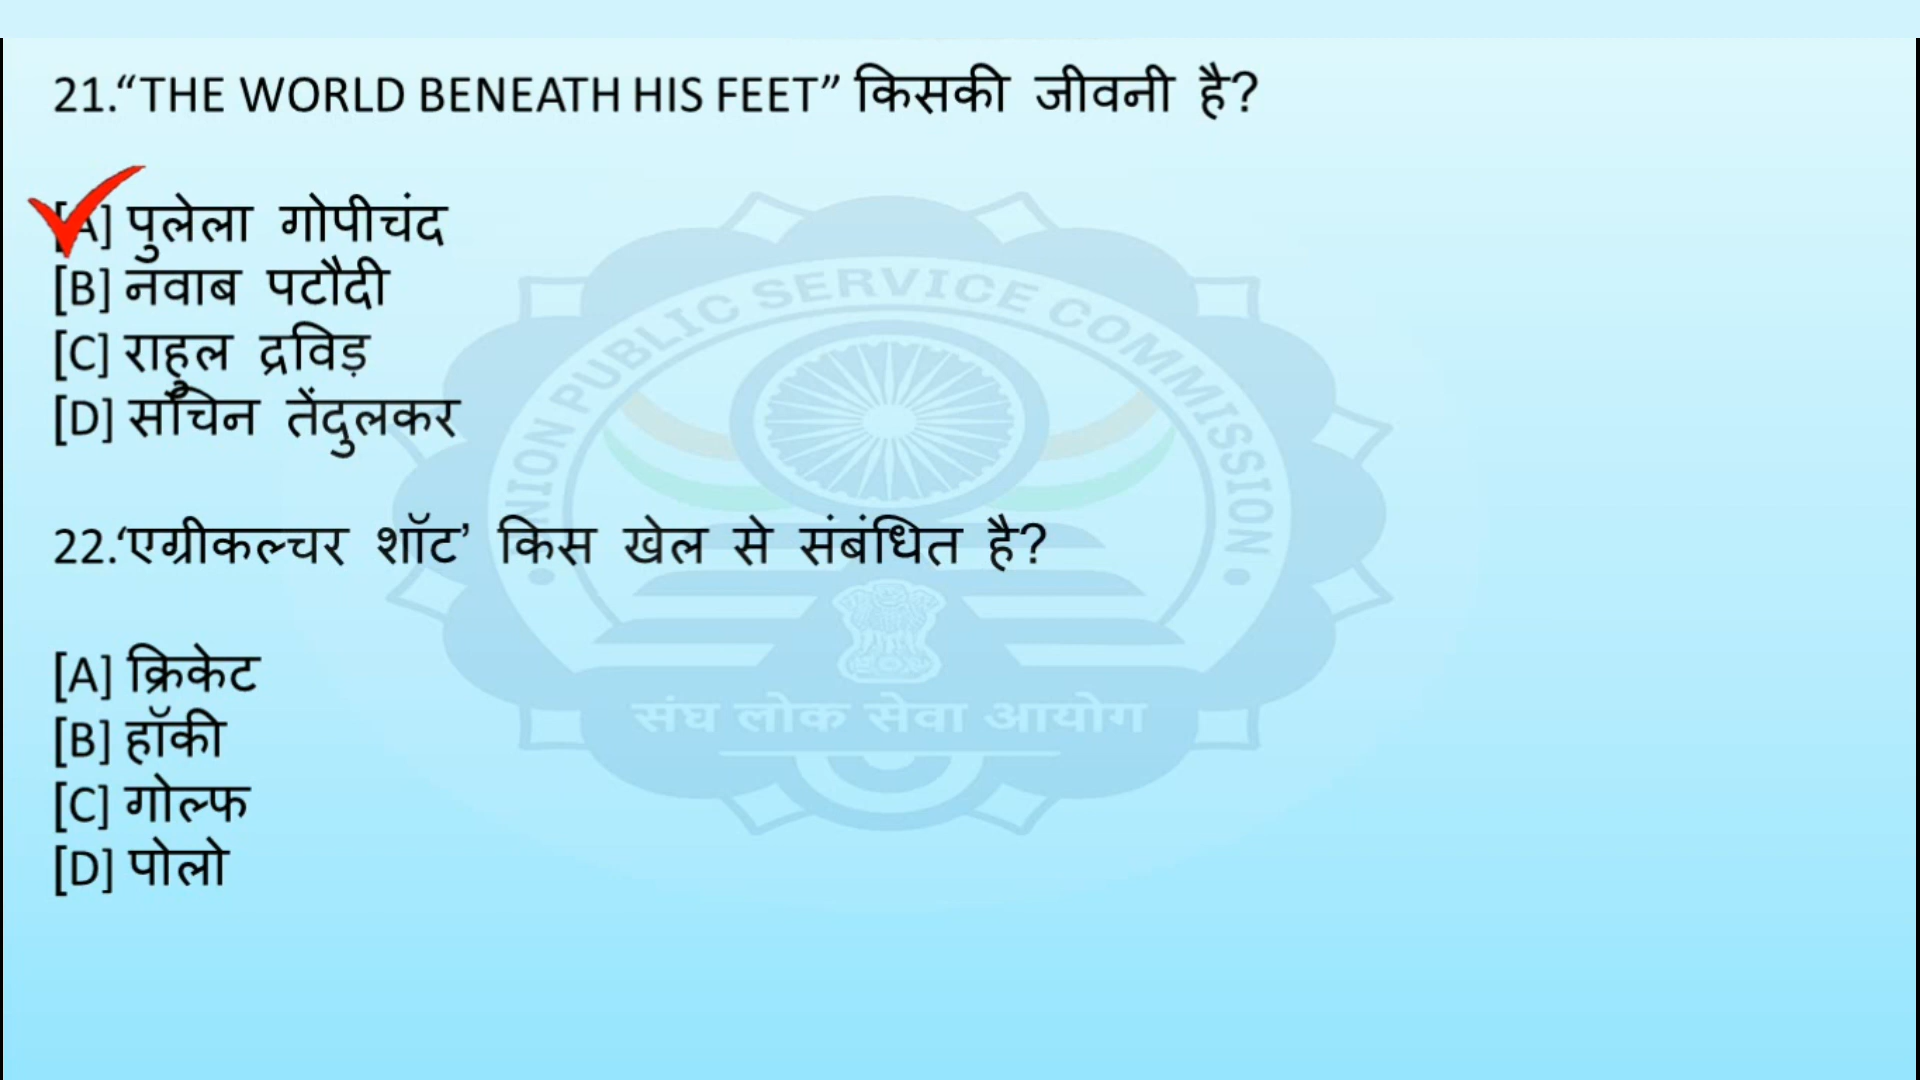 21.“THE WORLD BENEATH HIS FEET” किसकी जीवनी है?
[A] पुलेला गोपीचंद
[B] नवाब पटौदी
[C] राहुल द्रविड़
[D] सचिन तेंदुलकर
22.‘एग्रीकल्चर शॉट’ किस खेल से संबंधित है?
[A] क्रिकेट
[B] हॉकी
[C] गोल्फ
[D] पोलो
UNION PUBLIC SERVICE COMMISSION
संघ लोक सेवा आयोग